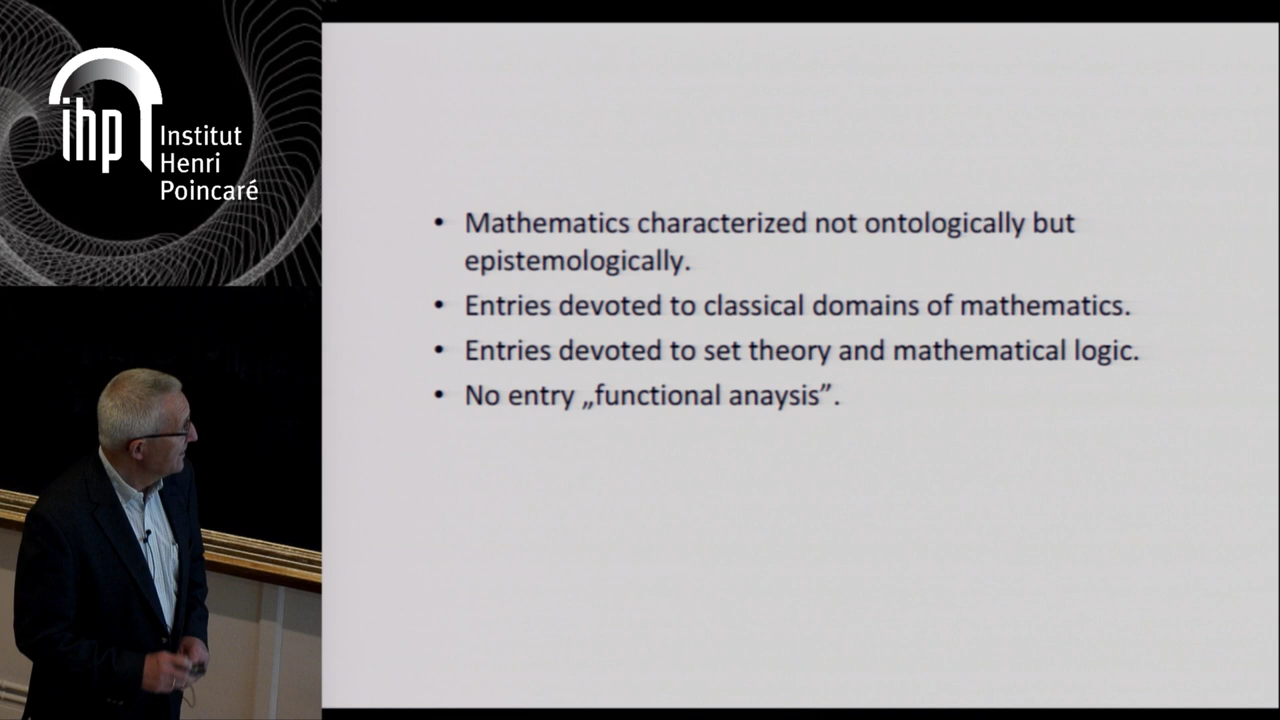 ihp
Institut
Henri
Poincaré
• Mathematics characterized not ontologically but
epistemologically.
• Entries devoted to classical domains of mathematics.
• Entries devoted to set theory and mathematical logic.
• No entry „functional anaysis”.